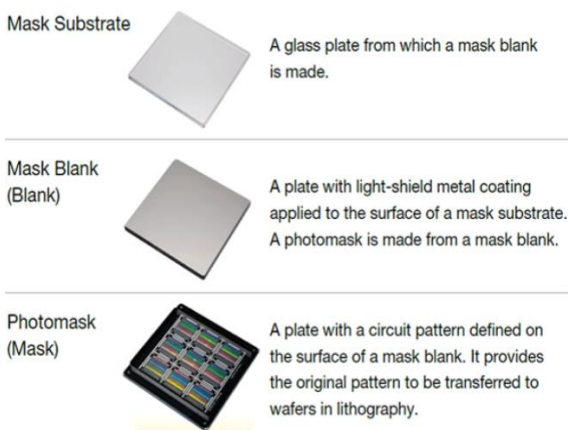 Mask Substrate
A glass plate from which a mask blank
is made.
Mask Blank
(Blank)
A plate with light-shield metal coating
applied to the surface of a mask substrate.
A photomask is made from a mask blank.
Photomask
(Mask)
A plate with a circuit pattern defined on
the surface of a mask blank. It provides
the original pattern to be transferred to
wafers in lithography.